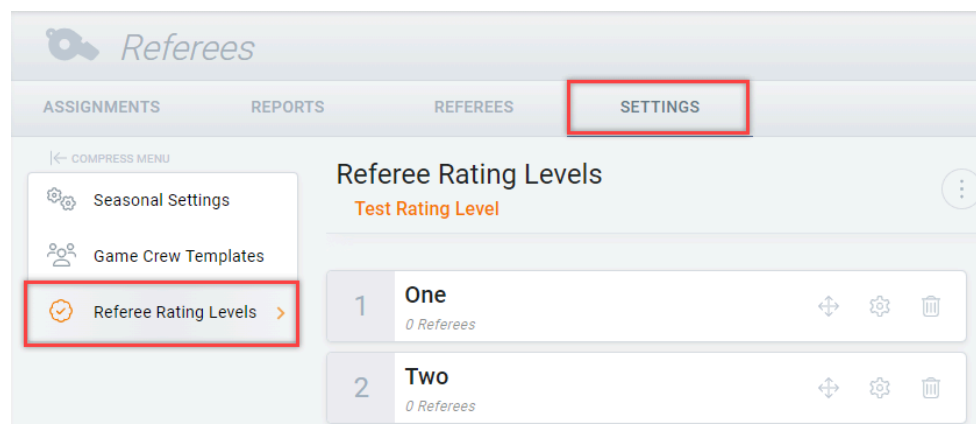 Referees
ASSIGNMENTS REPORTS REFEREES SETTINGS
COMPRESS MENU
Seasonal Settings
Game Crew Templates
Referee Rating Levels
Referee Rating Levels
Test Rating Level
1 One
0 Referees
2 Two
0 Referees